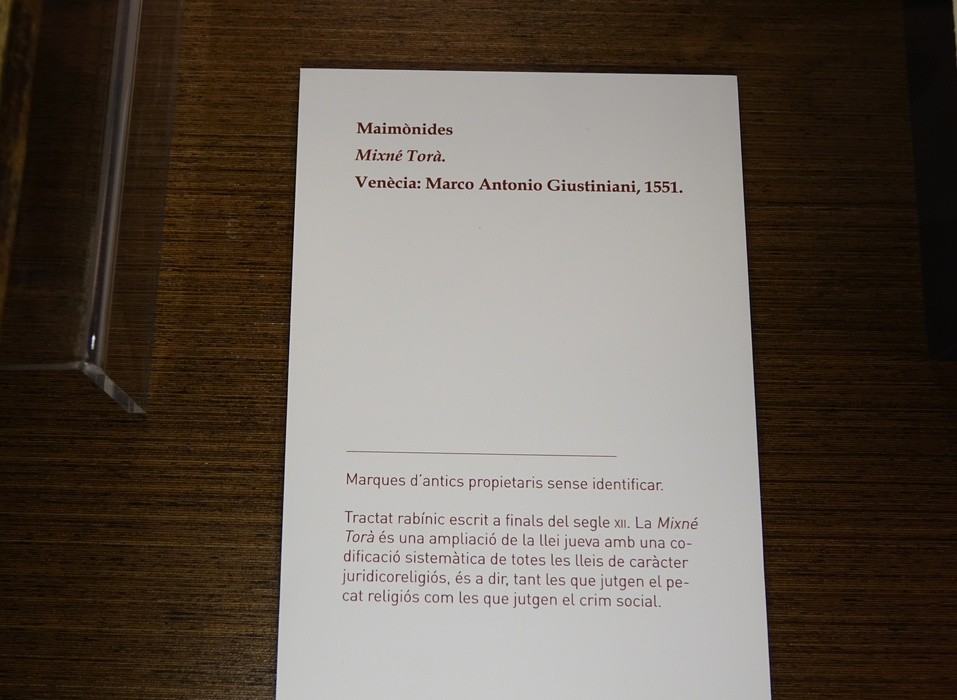 Maimònides
Mixné Torà.
Venècia: Marco Antonio Giustiniani, 1551.
Marques d'antics propietaris sense identificar.
Tractat rabínic escrit a finals del segle XII. La Mixné
Torà és una ampliació de la llei jueva amb una co-
dificació sistemàtica de totes les lleis de caràcter
juridicoreligiós, és a dir, tant les que jutgen el pe-
cat religiós com les que jutgen el crim social.